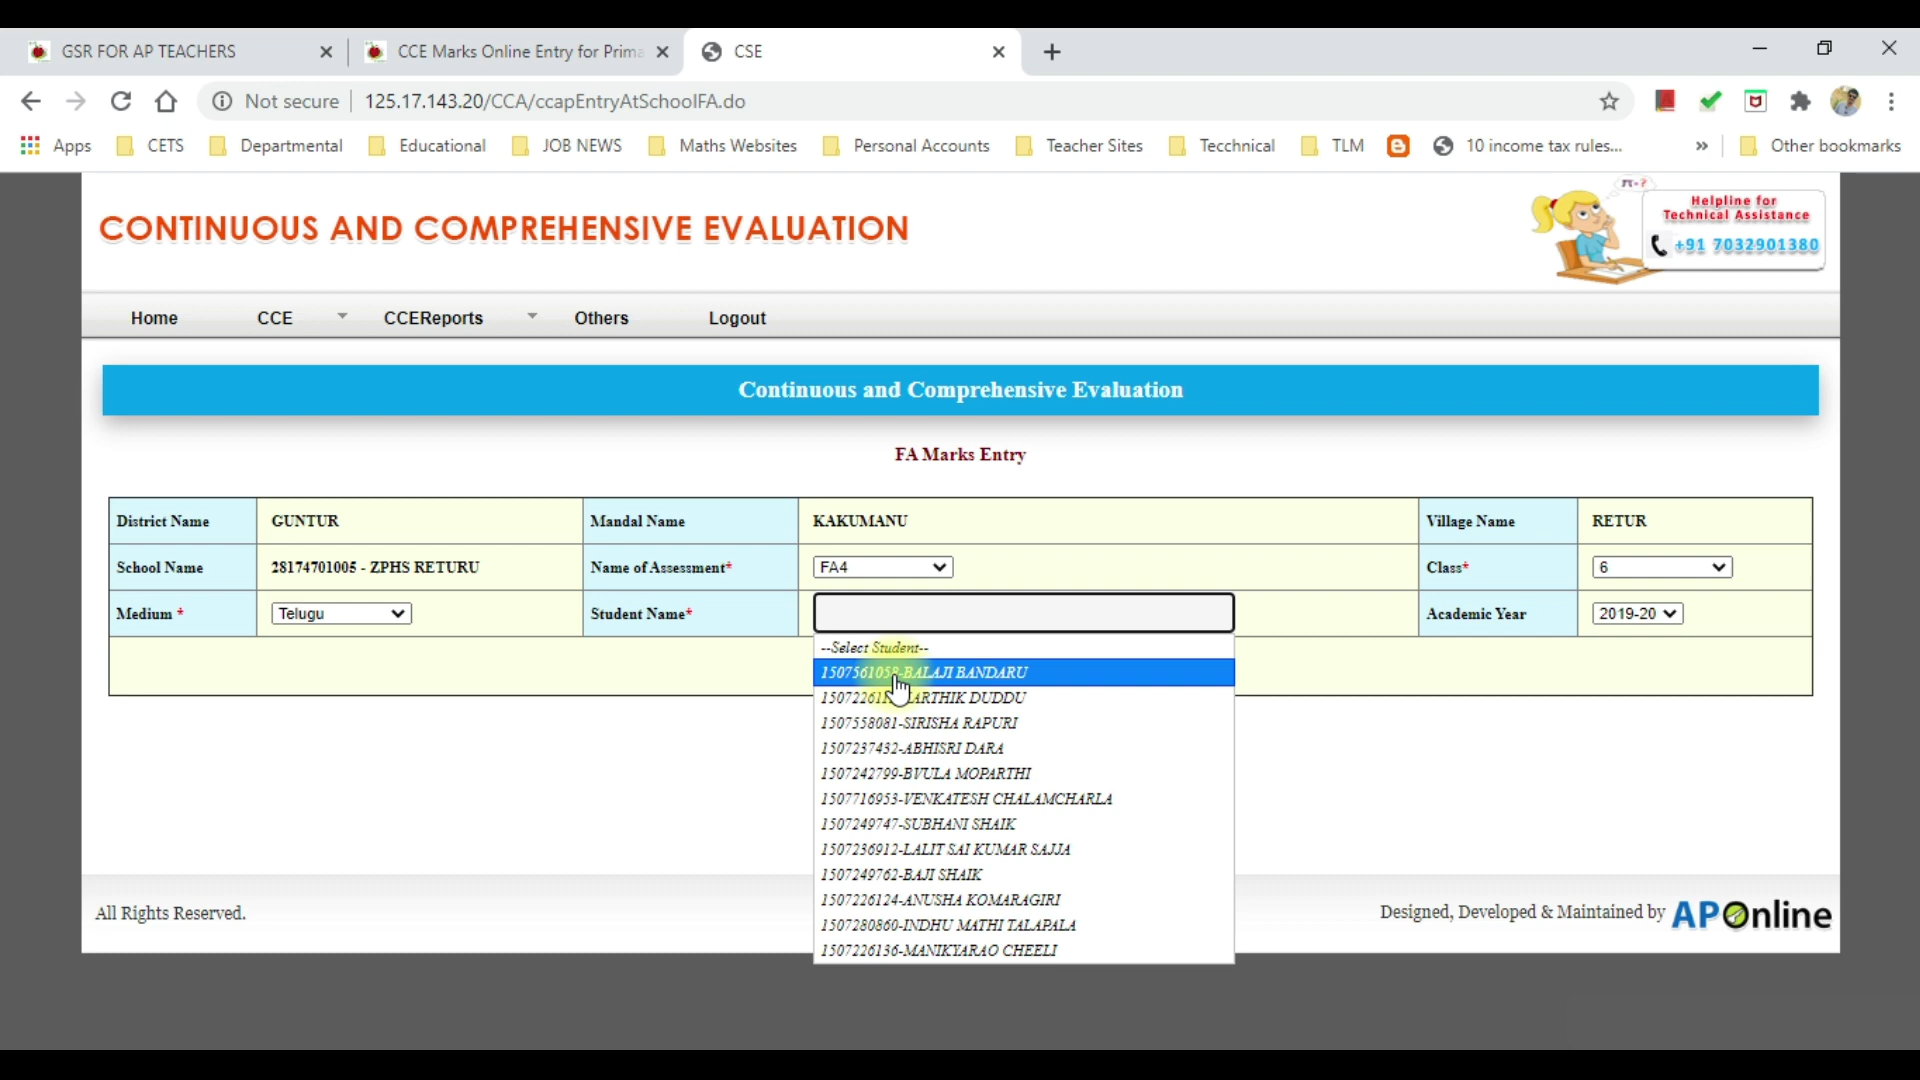 GSR FOR AP TEACHERS
CCE Marks Online Entry for Prima
CSE
Not secure
125.17.143.20/CCA/ccapEntryAtSchoolFA.do
Apps CETS Departmental Educational JOB NEWS Maths Websites Personal Accounts Teacher Sites Tecchnical TLM 10 income tax rules... » Other bookmarks
CONTINUOUS AND COMPREHENSIVE EVALUATION
π=?
Helpline for
Technical Assistance
+91 7032901380
Home CCE CCEReports Others Logout
Continuous and Comprehensive Evaluation
FA Marks Entry
District Name GUNTUR Mandal Name KAKUMANU Village Name RETUR
School Name 28174701005 - ZPHS RETURU Name of Assessment* FA4 Class* 6
Medium * Telugu Student Name* Academic Year 2019-20
--Select Student--
1507561058-BALAJI BANDARU
DUDDU
1507558081-SIRISHA RAPURI
1507237432-ABHISRI DARA
1507242799-BVULA MOPARTHI
1507716953-VENKATESH CHALAMCHARLA
1507249747-SUBHANI SHAIK
1507236912-LALIT SAI KUMAR SAJJA
1507249762-BAJI SHAIK
1507226124-ANUSHA KOMARAGIRI
1507280860-INDHU MATHI TALAPALA
1507226136-MANIKYARAO CHEELI
All Rights Reserved.
Designed, Developed & Maintained by APOnline